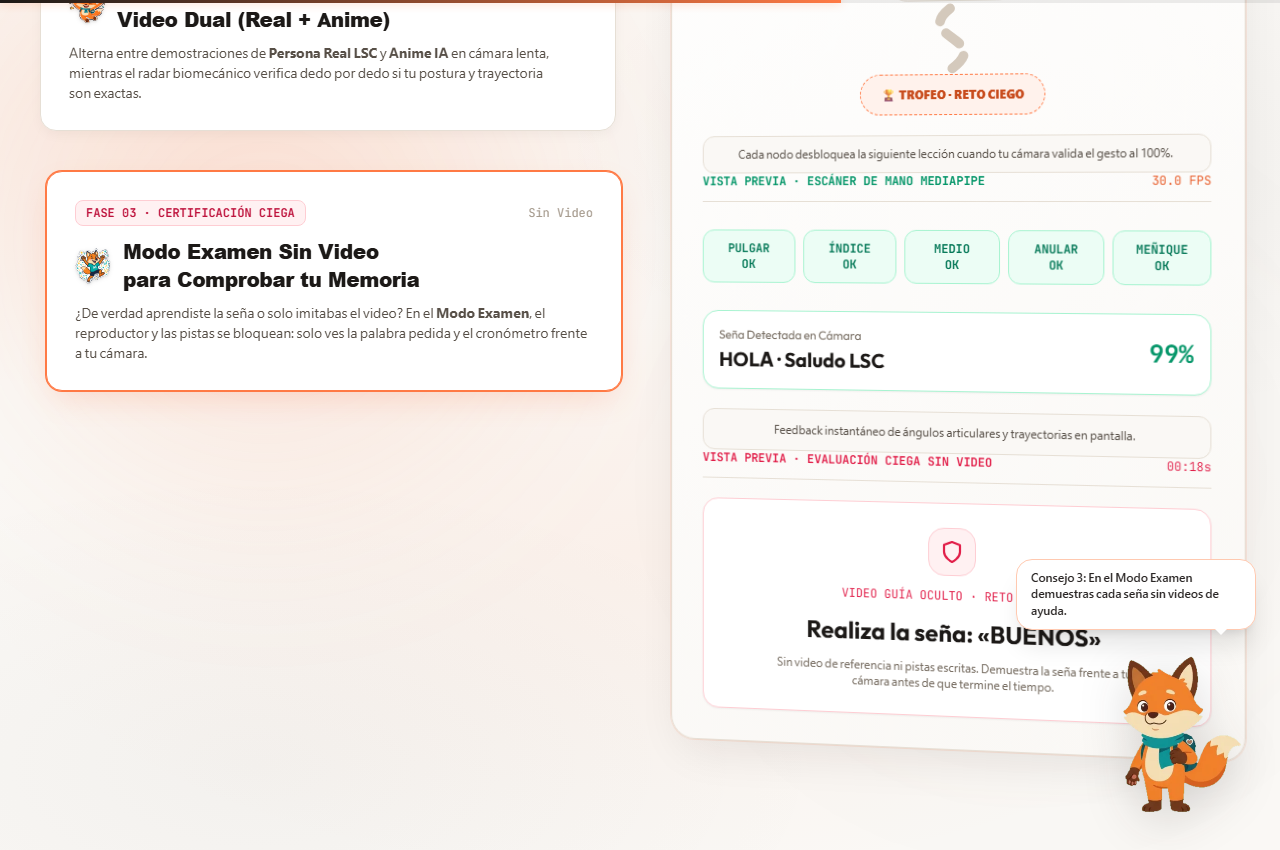 Video Dual (Real + Anime)
Alterna entre demostraciones de Persona Real LSC y Anime IA en cámara lenta,
mientras el radar biomecánico verifica dedo por dedo si tu postura y trayectoria
son exactas.
FASE 03 · CERTIFICACIÓN CIEGA
Sin Video
Modo Examen Sin Video
para Comprobar tu Memoria
¿De verdad aprendiste la seña o solo imitabas el video? En el Modo Examen, el
reproductor y las pistas se bloquean: solo ves la palabra pedida y el cronómetro frente
a tu cámara.
TROFEO · RETO CIEGO
Cada nodo desbloquea la siguiente lección cuando tu cámara valida el gesto al 100%.
VISTA PREVIA · ESCÁNER DE MANO MEDIAPIPE
30.0 FPS
PULGAR
OK
ÍNDICE
OK
MEDIO
OK
ANULAR
OK
MEÑIQUE
OK
Seña Detectada en Cámara
HOLA · Saludo LSC
99%
Feedback instantáneo de ángulos articulares y trayectorias en pantalla.
VISTA PREVIA · EVALUACIÓN CIEGA SIN VIDEO
00:18s
VIDEO GUÍA OCULTO · RETO
Realiza la seña: «BUENOS»
Sin video de referencia ni pistas escritas. Demuestra la seña frente a
cámara antes de que termine el tiempo.
Consejo 3: En el Modo Examen
demuestras cada seña sin videos de
ayuda.